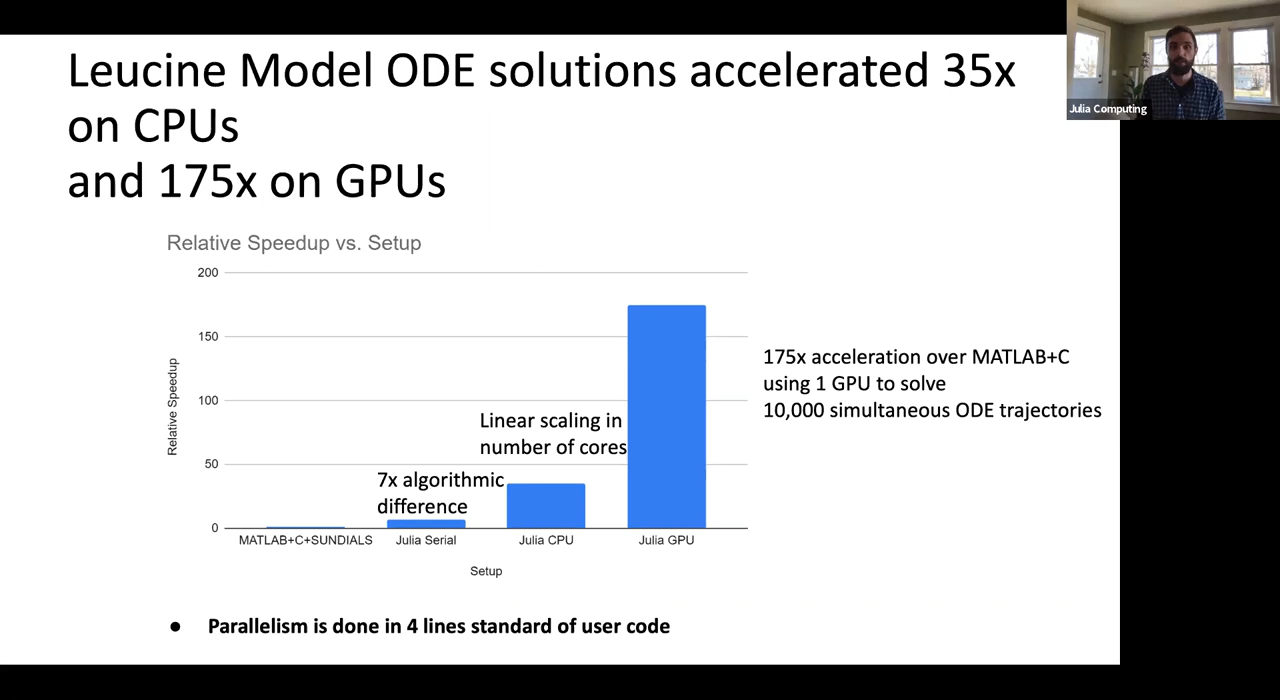 Leucine Model ODE solutions accelerated 35x
on CPUs
and 175x on GPUs
Julia Computing
Relative Speedup vs. Setup
200
150
100
50
0
Relative Speedup
Linear scaling in
number of cores
7x algorithmic
difference
MATLAB+C+SUNDIALS
Julia Serial
Julia CPU
Julia GPU
Setup
175x acceleration over MATLAB+C
using 1 GPU to solve
10,000 simultaneous ODE trajectories
● Parallelism is done in 4 lines standard of user code